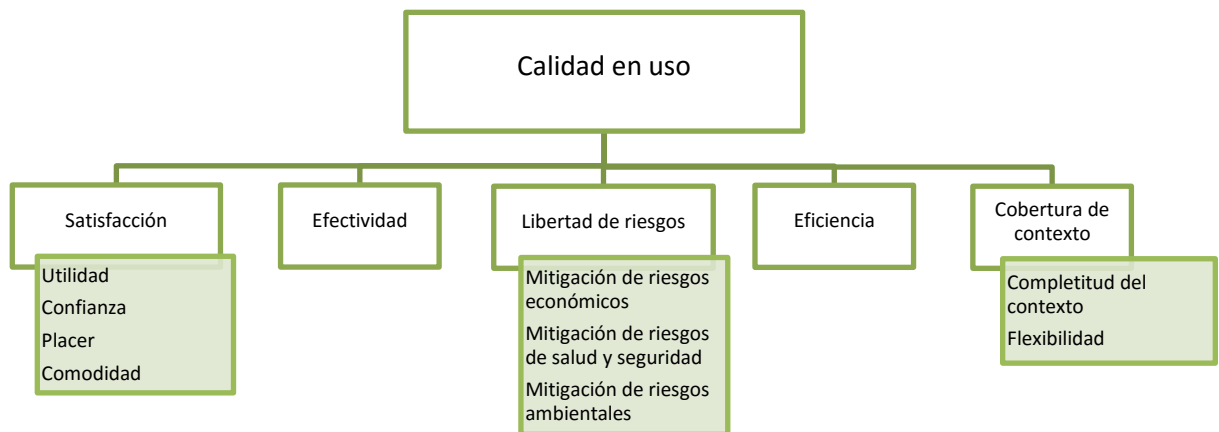 Calidad en uso
Satisfacción
Utilidad
Confianza
Placer
Comodidad
Efectividad
Libertad de riesgos
Mitigación de riesgos
económicos
Mitigación de riesgos
de salud y seguridad
Mitigación de riesgos
ambientales
Eficiencia
Cobertura de
contexto
Completitud del
contexto
Flexibilidad